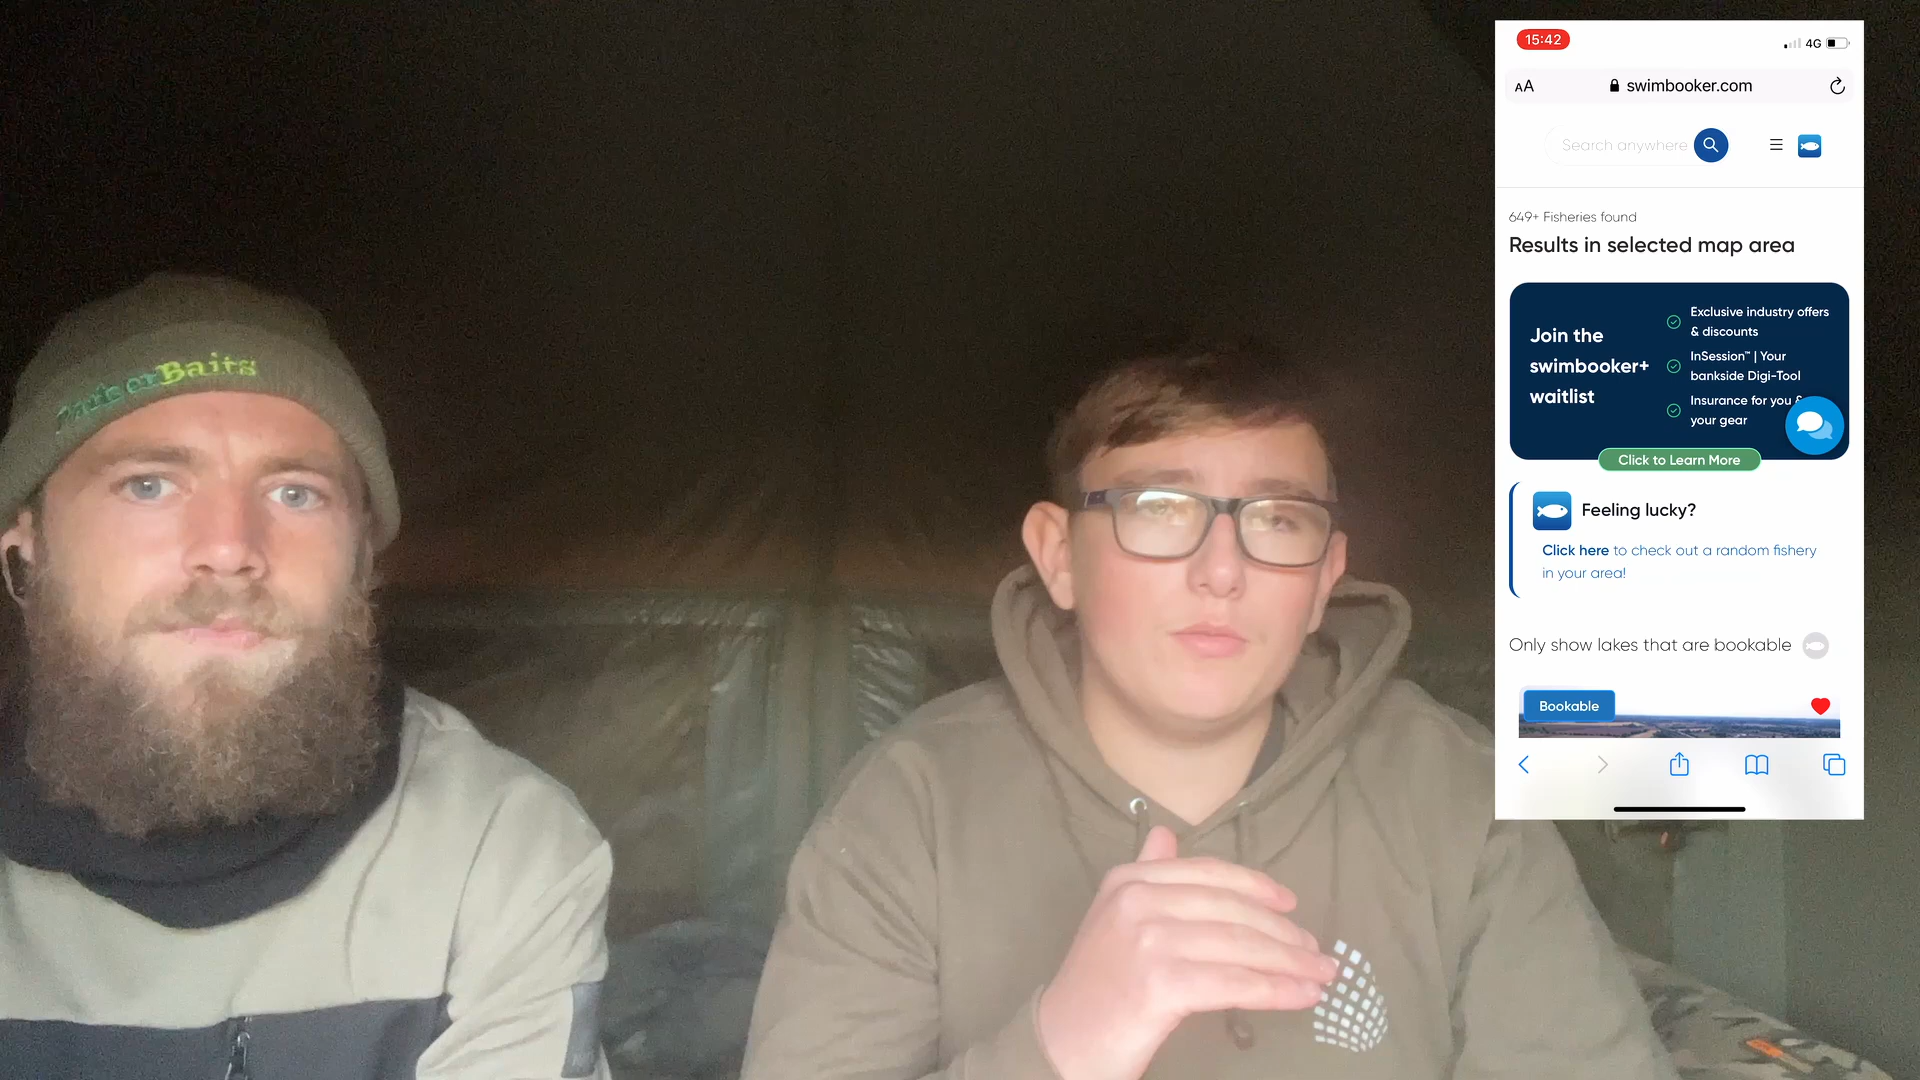 Baits
15:42
4G
AA
swimbooker.com
Search anywhere
649+ Fisheries found
Results in selected map area
Join the
swimbooker+
waitlist
Exclusive industry offers
& discounts
InSession™ | Your
bankside Digi-Tool
Insurance for you &
your gear
Click to Learn More
Feeling lucky?
Click here to check out a random fishery
in your area!
Only show lakes that are bookable
Bookable